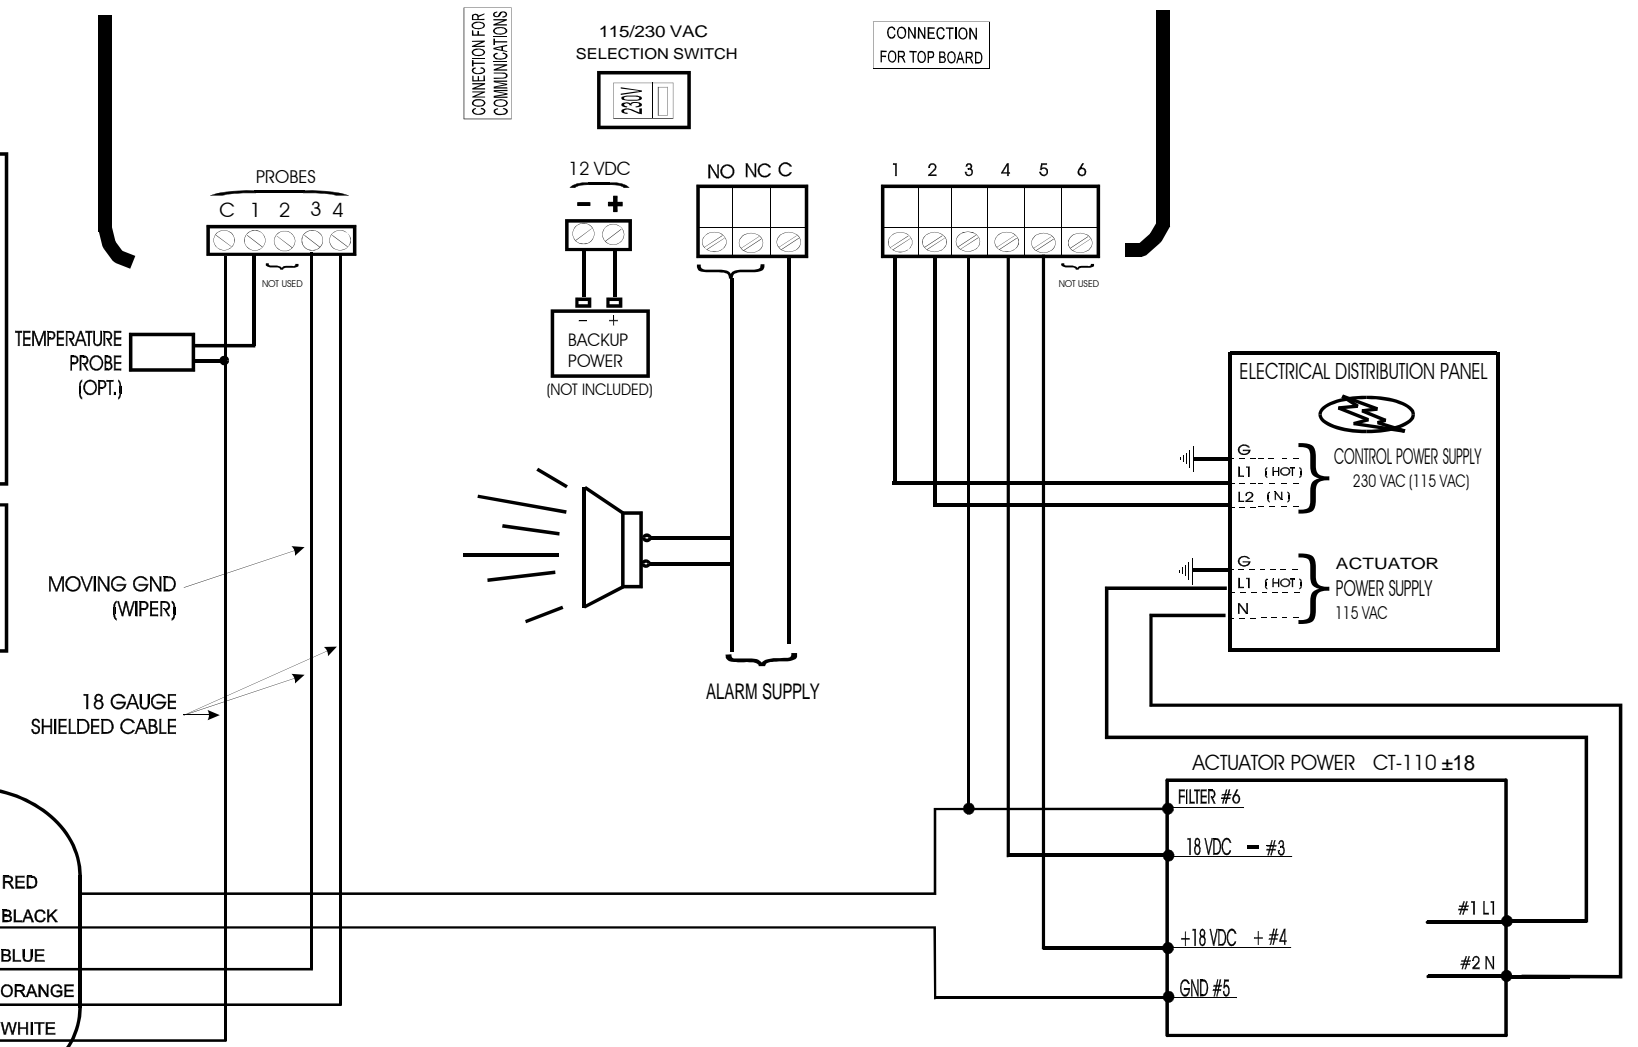 CONNECTION FOR
COMMUNICATIONS
115/230 VAC
SELECTION SWITCH
230V
CONNECTION
FOR TOP BOARD
PROBES
C 1 2 3 4
NOT USED
12 VDC
− +
− +
BACKUP
POWER
(NOT INCLUDED)
NO NC C
1 2 3 4 5 6
NOT USED
TEMPERATURE
PROBE
(OPT.)
MOVING GND
(WIPER)
18 GAUGE
SHIELDED CABLE
ALARM SUPPLY
ELECTRICAL DISTRIBUTION PANEL
G
L1 (HOT)
L2 (N)
CONTROL POWER SUPPLY
230 VAC (115 VAC)
G
L1 (HOT)
N
ACTUATOR
POWER SUPPLY
115 VAC
ACTUATOR POWER CT-110 ±18
FILTER #6
18 VDC − #3
+18 VDC + #4
GND #5
#1 L1
#2 N
RED
BLACK
BLUE
ORANGE
WHITE